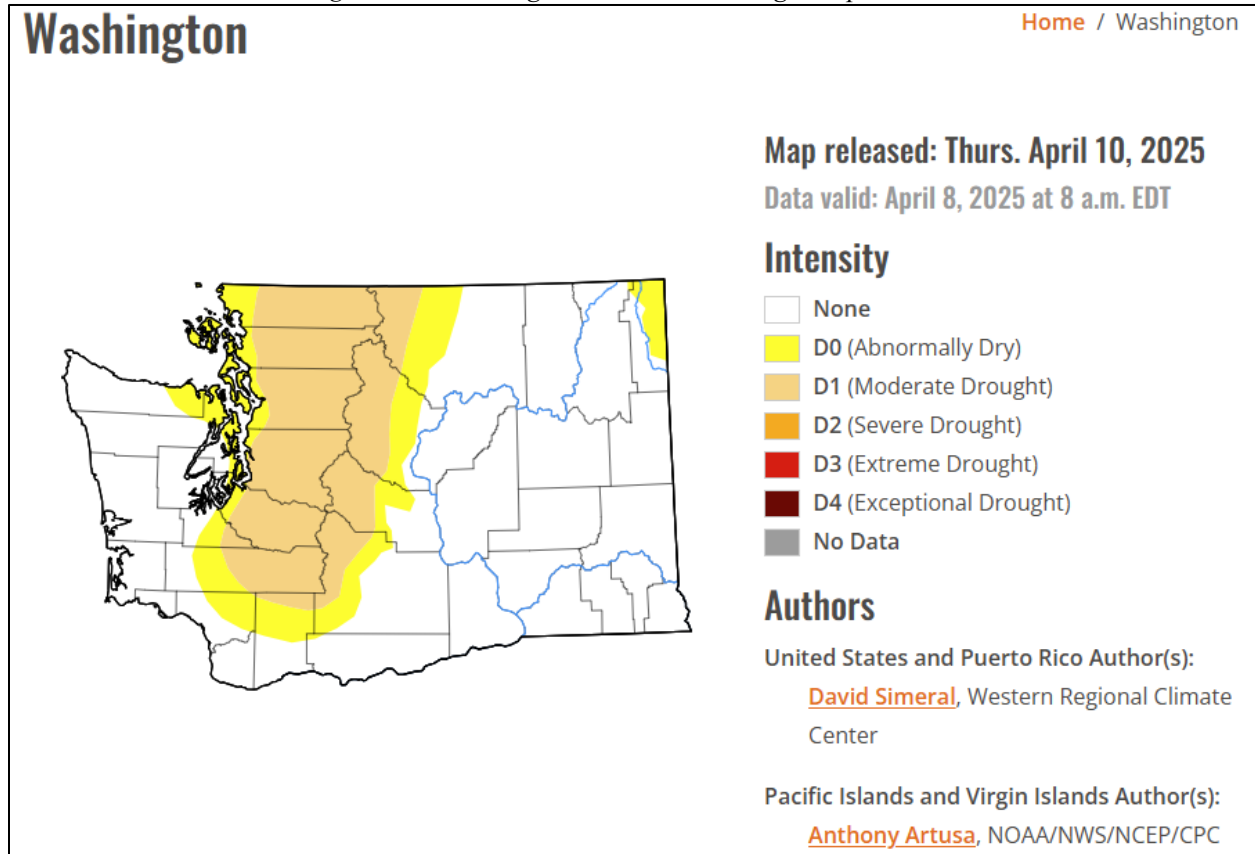 Washington
Home / Washington
Map released: Thurs. April 10, 2025
Data valid: April 8, 2025 at 8 a.m. EDT
Intensity
None
D0 (Abnormally Dry)
D1 (Moderate Drought)
D2 (Severe Drought)
D3 (Extreme Drought)
D4 (Exceptional Drought)
No Data
Authors
United States and Puerto Rico Author(s):
David Simeral, Western Regional Climate
Center
Pacific Islands and Virgin Islands Author(s):
Anthony Artusa, NOAA/NWS/NCEP/CPC